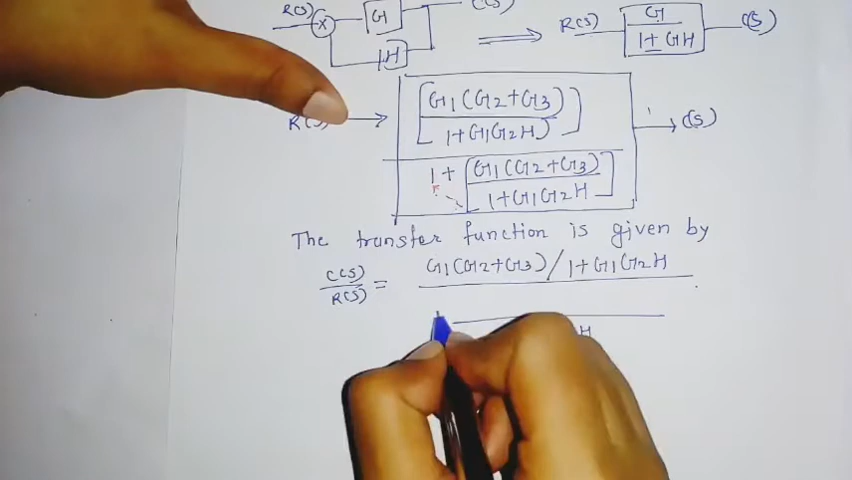 R(S) X G C(S)
H
R(S) G / 1+ GH C(S)
R(S) C(S)
G1(G2+G3)
1+G1G2H
1+ G1(G2+G3)
1+G1G2H
The transfer function is given by
C(S)/R(S) = G1(G2+G3)/1+G1G2H
H